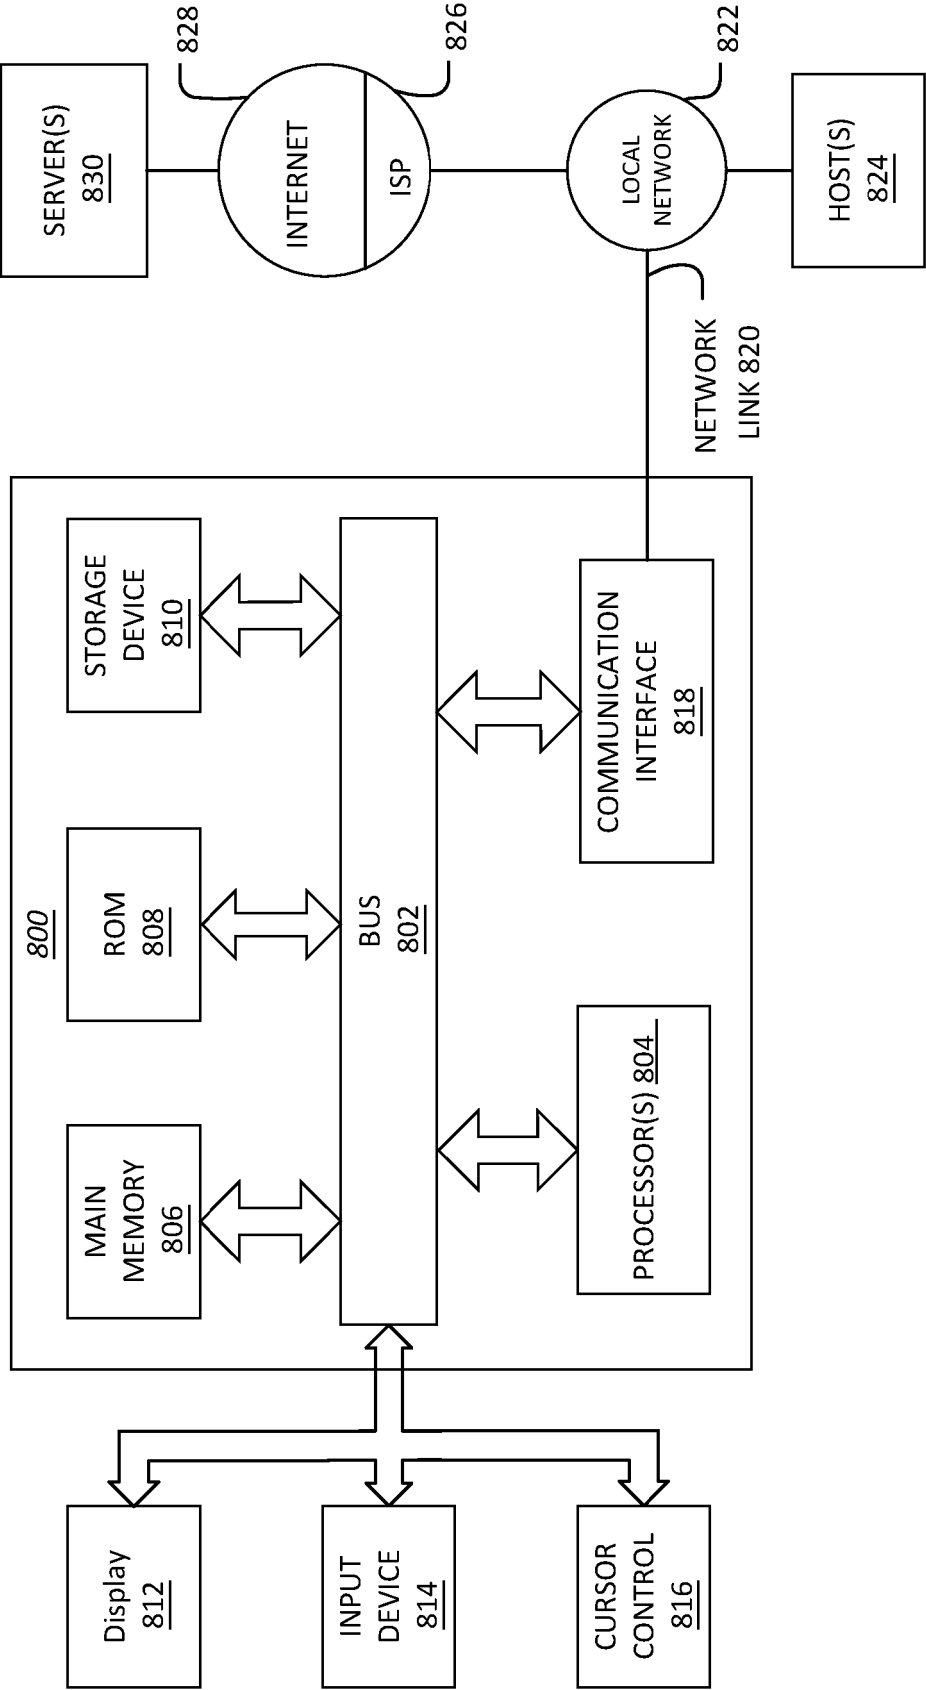 800
Display
812
INPUT
DEVICE
814
CURSOR
CONTROL
816
MAIN
MEMORY
806
ROM
808
STORAGE
DEVICE
810
BUS
802
PROCESSOR(S) 804
COMMUNICATION
INTERFACE
818
NETWORK
LINK 820
SERVER(S)
830
828
INTERNET
ISP
826
LOCAL
NETWORK
822
HOST(S)
824